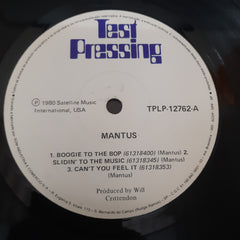 Test
Pressing
Ⓟ 1980 Satellite Music
International, USA
TPLP-12762-A
MANTUS
1. BOOGIE TO THE BOP (61318400) (Mantus) 2.
SLIDIN' TO THE MUSIC (61318345) (Mantus)
3. CAN'T YOU FEEL IT (61318353)
(Mantus)
Produced by Will
Crittendon